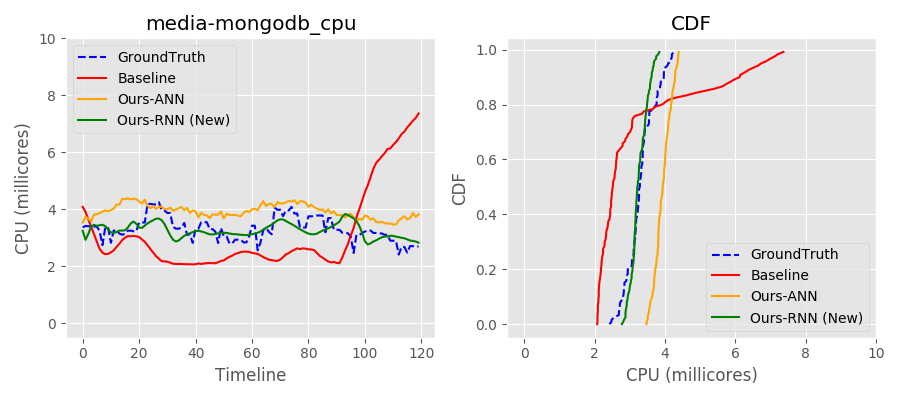 media-mongodb_cpu
CPU (millicores)
10
8
6
4
2
0
GroundTruth
Baseline
Ours-ANN
Ours-RNN (New)
0
20
40
60
80
100
120
Timeline
CDF
CDF
1.0
0.8
0.6
0.4
0.2
0.0
GroundTruth
Baseline
Ours-ANN
Ours-RNN (New)
0
2
4
6
8
10
CPU (millicores)